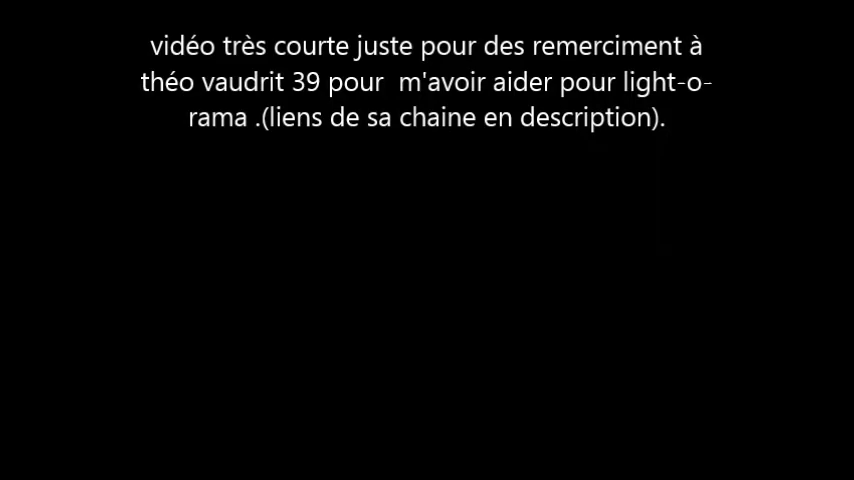 vidéo très courte juste pour des remerciment à
théo vaudrit 39 pour  m'avoir aider pour light-o-
rama .(liens de sa chaine en description).